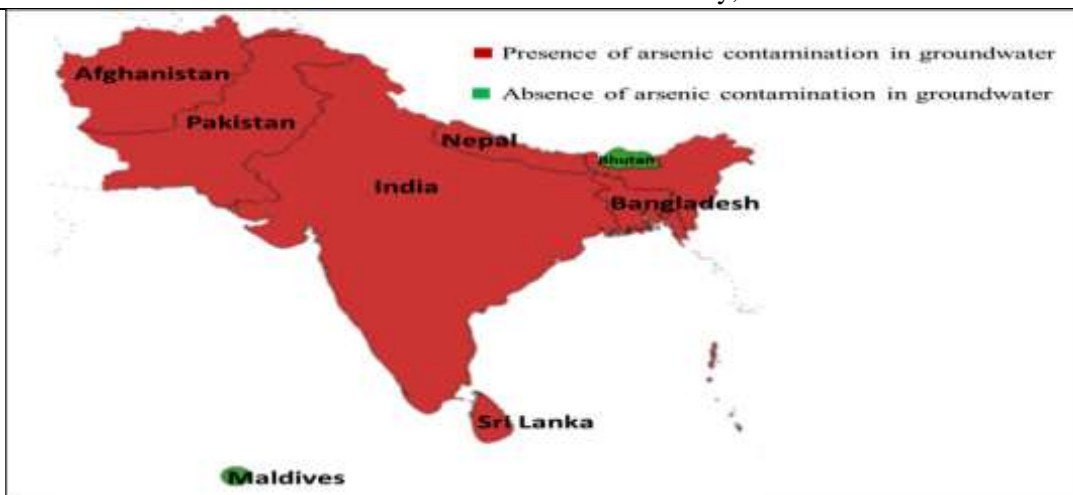 Presence of arsenic contamination in groundwater
Absence of arsenic contamination in groundwater
Afghanistan
Pakistan
Nepal
Bhutan
India
Bangladesh
Sri Lanka
Maldives